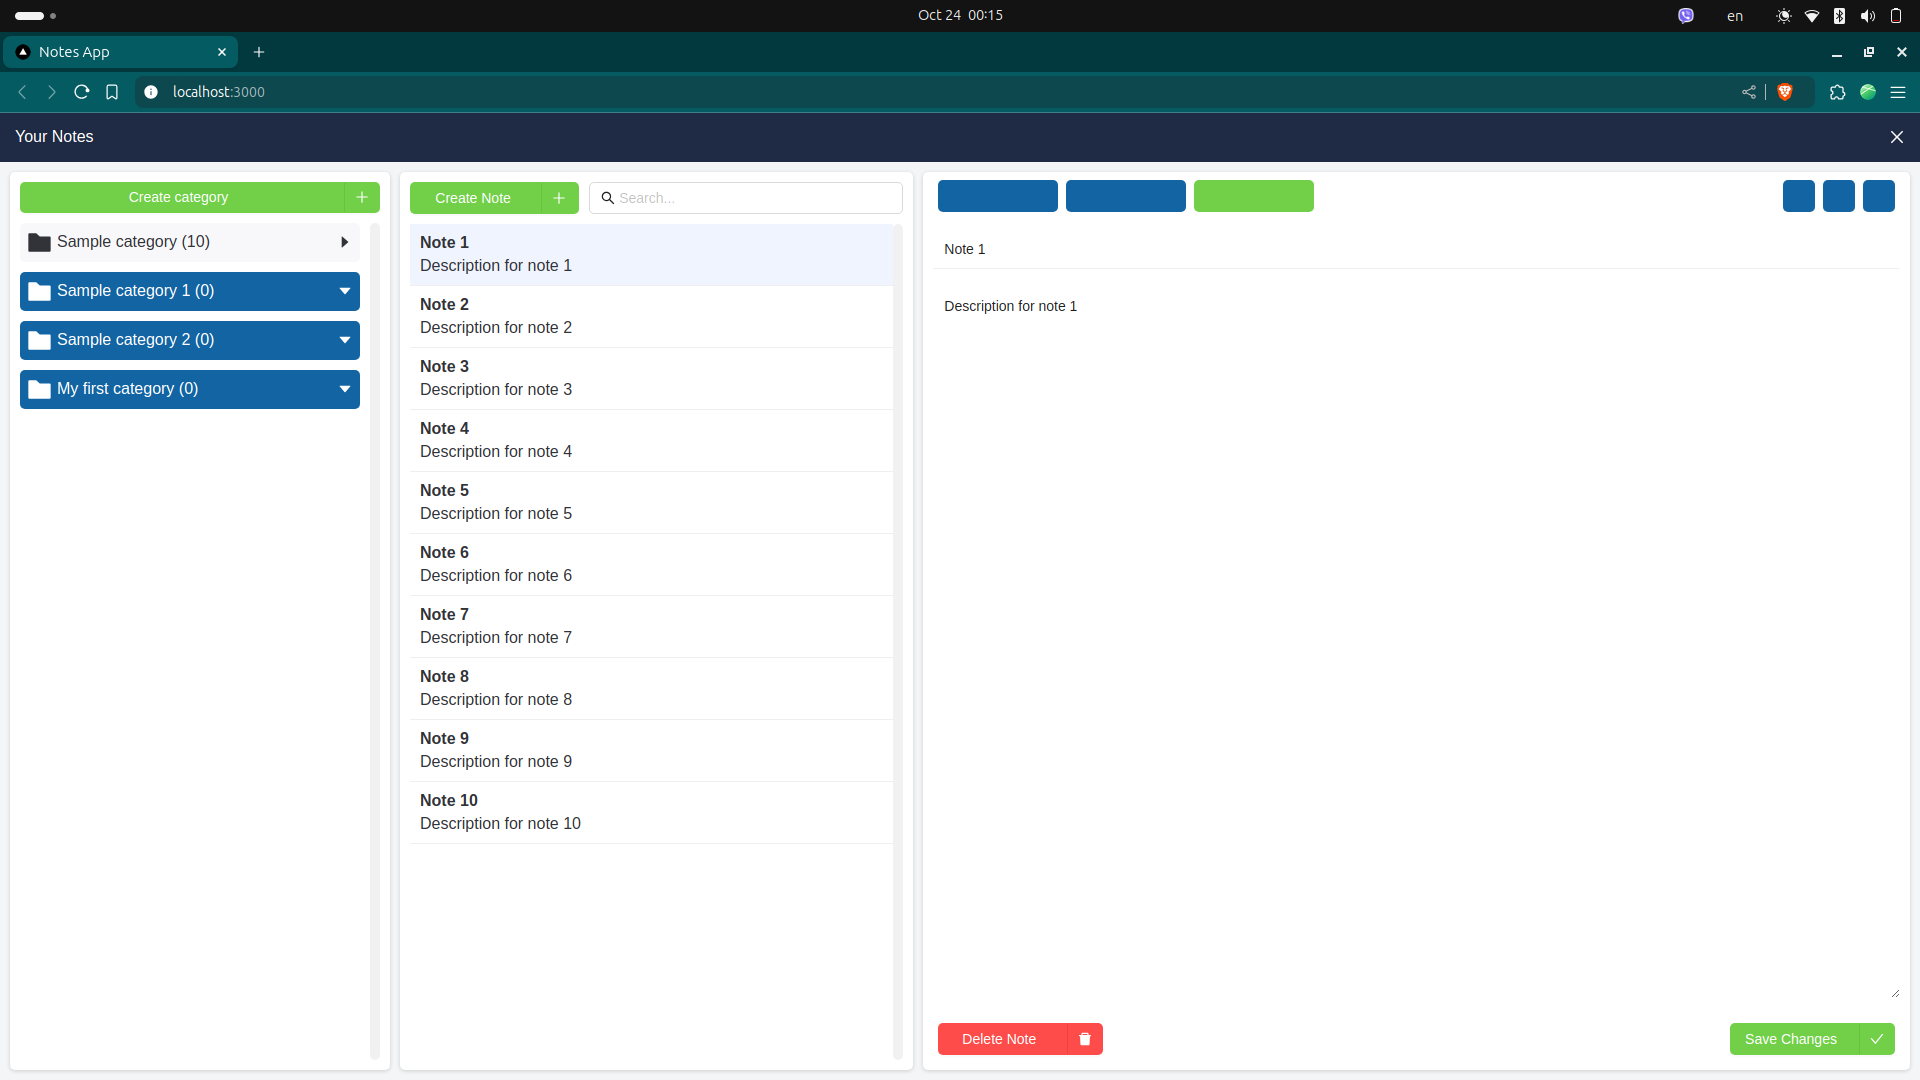 Oct 24 00:15
en
Notes App
localhost:3000
Your Notes
Create category
Sample category (10)
Sample category 1 (0)
Sample category 2 (0)
My first category (0)
Create Note
Search...
Note 1
Description for note 1
Note 2
Description for note 2
Note 3
Description for note 3
Note 4
Description for note 4
Note 5
Description for note 5
Note 6
Description for note 6
Note 7
Description for note 7
Note 8
Description for note 8
Note 9
Description for note 9
Note 10
Description for note 10
Note 1
Description for note 1
Delete Note
Save Changes